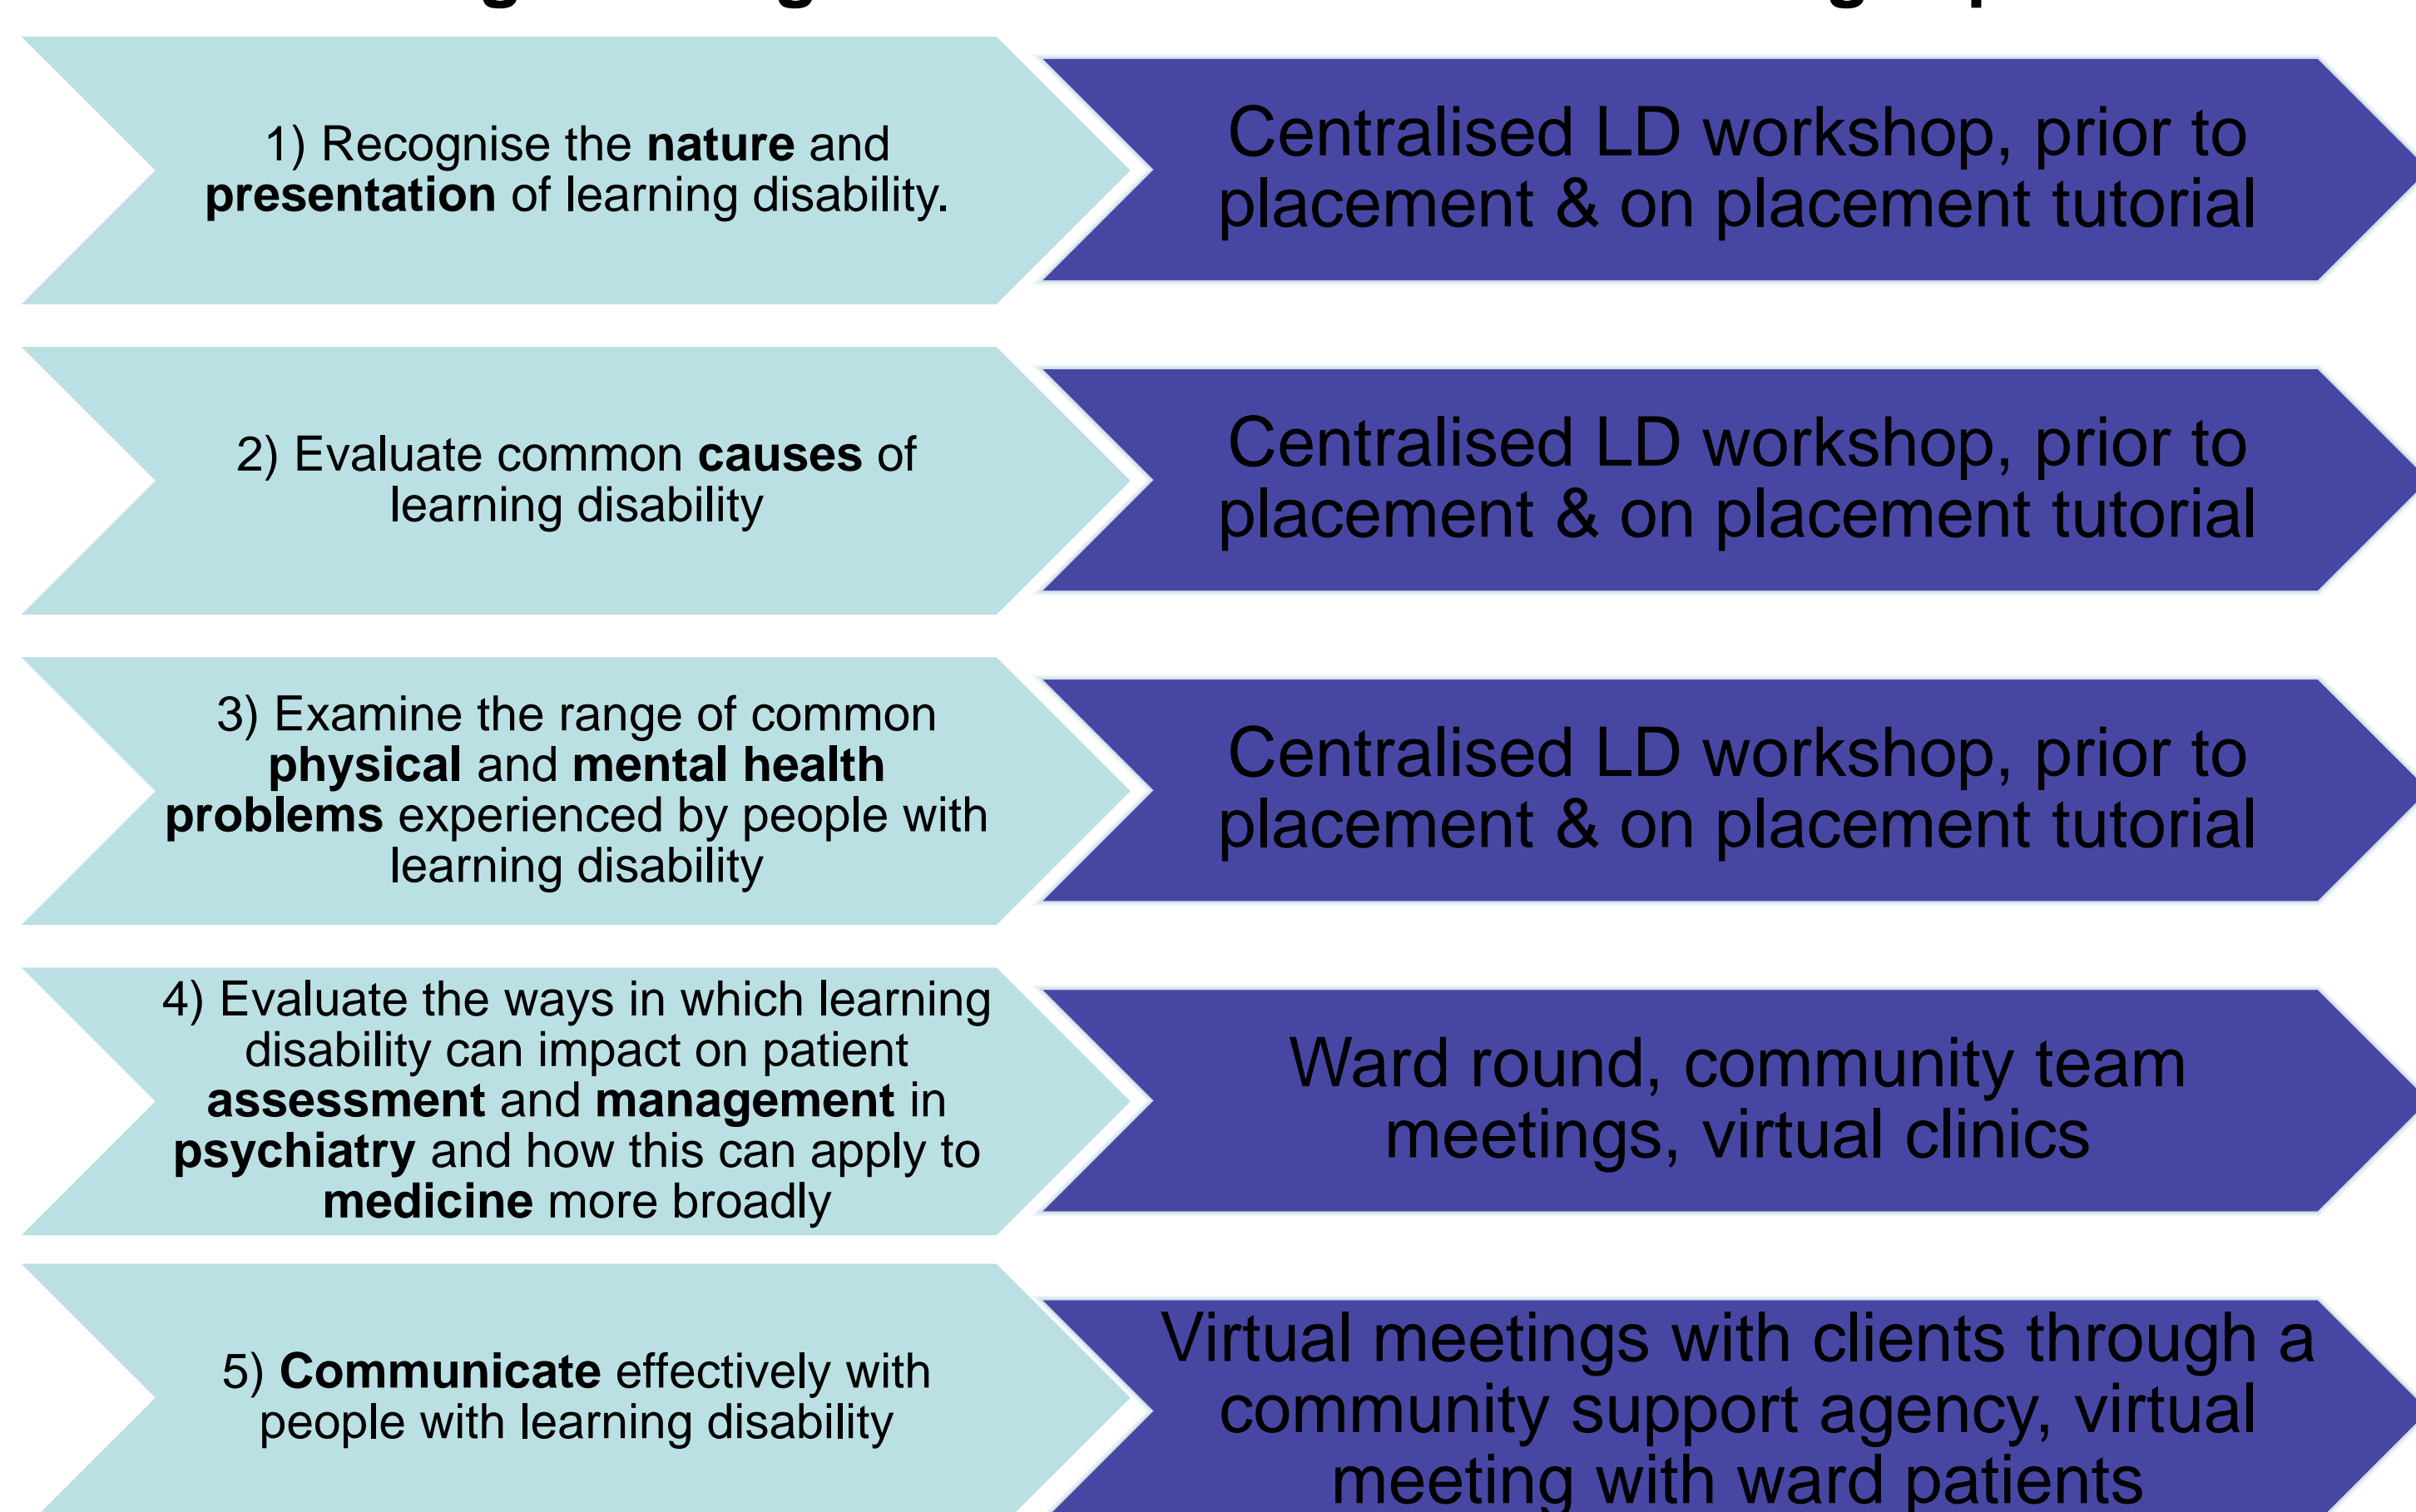 1) Recognise the nature and
presentation of learning disability.
Centralised LD workshop, prior to
placement & on placement tutorial
2) Evaluate common causes of
learning disability
Centralised LD workshop, prior to
placement & on placement tutorial
3) Examine the range of common
physical and mental health
problems experienced by people with
learning disability
Centralised LD workshop, prior to
placement & on placement tutorial
4) Evaluate the ways in which learning
disability can impact on patient
assessment and management in
psychiatry and how this can apply to
medicine more broadly
Ward round, community team
meetings, virtual clinics
5) Communicate effectively with
people with learning disability
Virtual meetings with clients through a
community support agency, virtual
meeting with ward patients